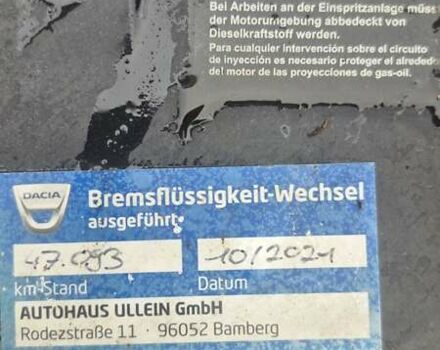 Bei Arbeiten an der Einspritzanlage müss
der Motorumgebung abbedeckt von
Dieselkraftstoff werden.
Para cualquier intervención sobre el circuito
de inyección es necesario proteger el alrededo
del motor de las proyecciones de gas-oil.
DACIA
Bremsflüssigkeit-Wechsel
ausgeführt
47.093 10/2021
km-Stand Datum
AUTOHAUS ULLEIN GmbH
Rodezstraße 11 · 96052 Bamberg